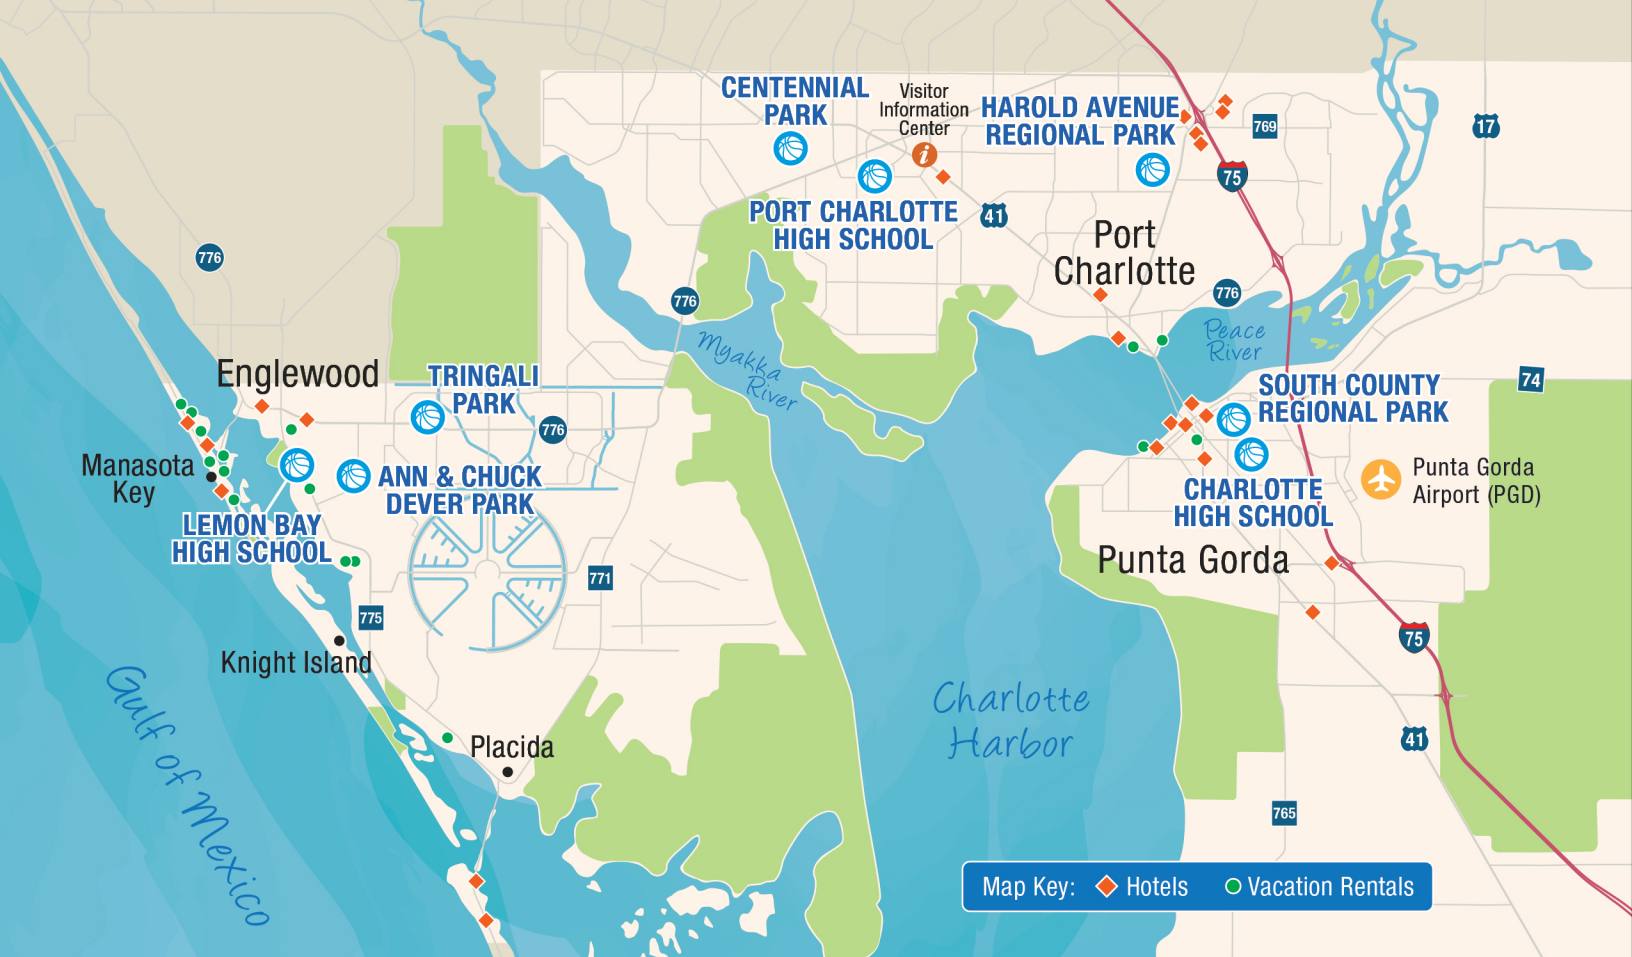 CENTENNIAL
PARK
Visitor
Information
Center
i
HAROLD AVENUE
REGIONAL PARK
769
17
75
PORT CHARLOTTE
HIGH SCHOOL
41
Port
Charlotte
776
776
776
Myakka
River
Peace
River
Englewood
TRINGALI
PARK
776
SOUTH COUNTY
REGIONAL PARK
74
Manasota
Key
ANN & CHUCK
DEVER PARK
Punta Gorda
Airport (PGD)
CHARLOTTE
HIGH SCHOOL
LEMON BAY
HIGH SCHOOL
Punta Gorda
771
775
75
Knight Island
Gulf of Mexico
Charlotte
Harbor
Placida
41
765
Map Key: Hotels Vacation Rentals